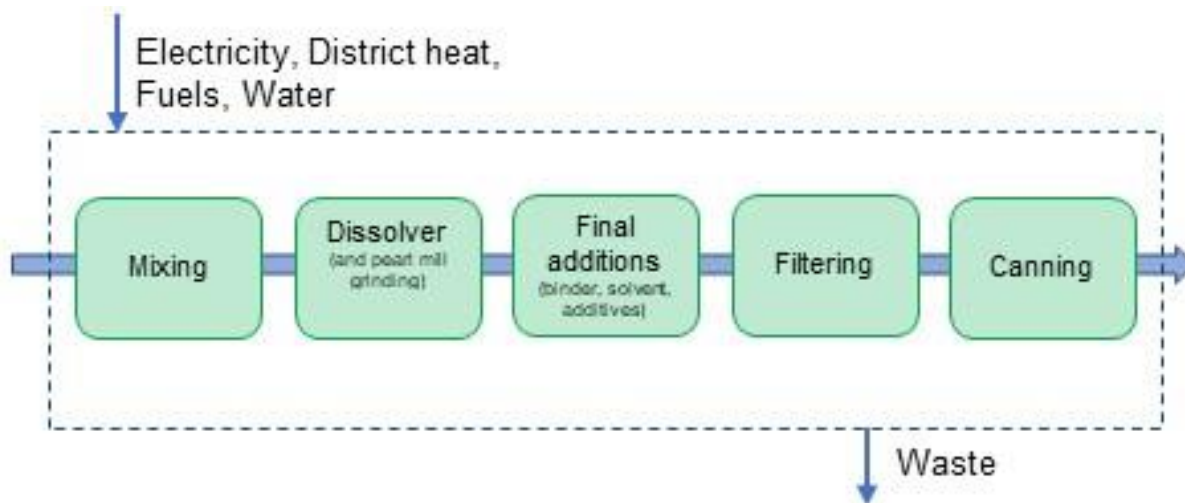 Electricity, District heat,
Fuels, Water
Mixing
Dissolver
(and pearl mill
grinding)
Final
additions
(binder, solvent,
additives)
Filtering
Canning
Waste